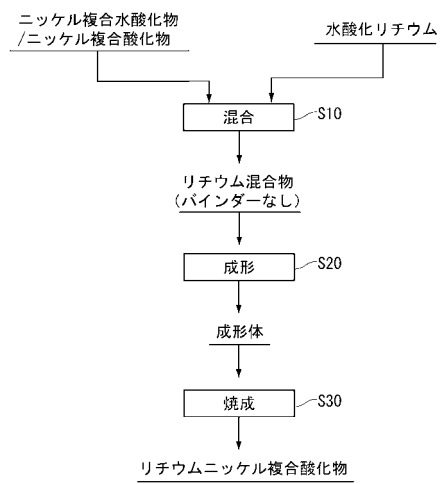 ニッケル複合水酸化物
/ニッケル複合酸化物
水酸化リチウム
混合
S10
リチウム混合物
(バインダーなし)
成形
S20
成形体
焼成
S30
リチウムニッケル複合酸化物